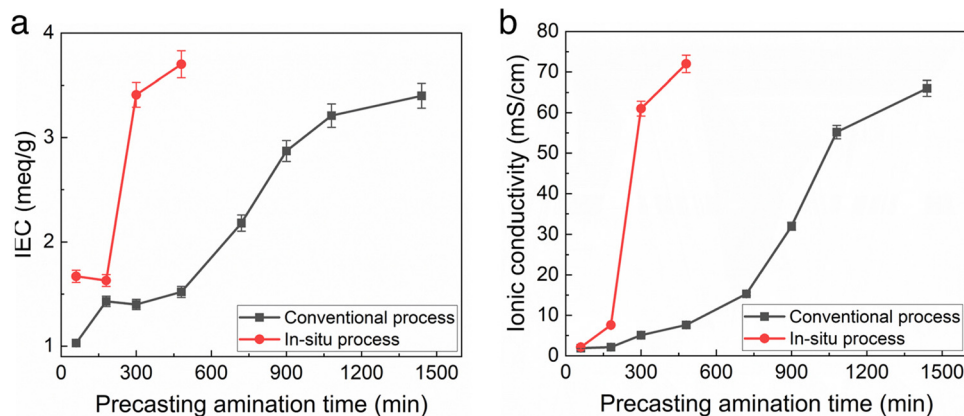 a
IEC (meq/g)
4
3
2
1
0
300
600
900
1200
1500
Precasting amination time (min)
Conventional process
In-situ process
b
Ionic conductivity (mS/cm)
80
70
60
50
40
30
20
10
0
0
300
600
900
1200
1500
Precasting amination time (min)
Conventional process
In-situ process